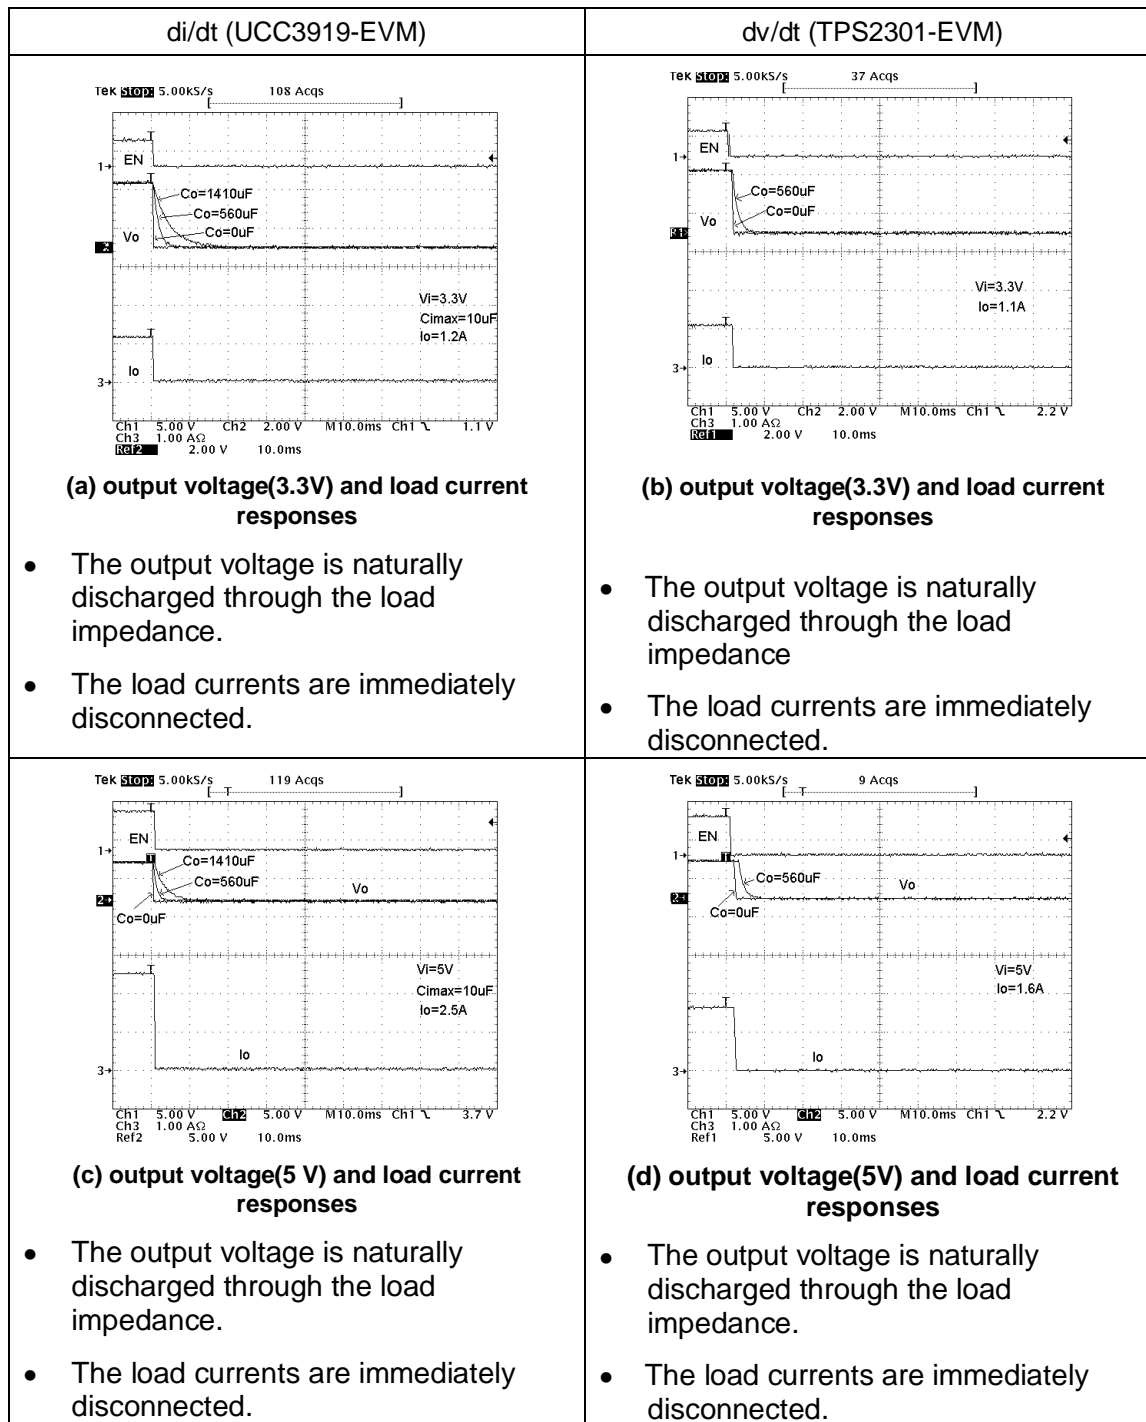 di/dt (UCC3919-EVM)
dv/dt (TPS2301-EVM)
Tek Stop: 5.00kS/s 108 Acqs
EN
1
Co=1410uF
Co=560uF
Co=0uF
Vo
2
Vi=3.3V
Cimax=10uF
Io=1.2A
Io
3
Ch1 5.00 V Ch2 2.00 V M10.0ms Ch1 1.1 V
Ch3 1.00 AΩ
Ref2 2.00 V 10.0ms
(a) output voltage(3.3V) and load current
responses
• The output voltage is naturally
discharged through the load
impedance.
• The load currents are immediately
disconnected.
Tek Stop: 5.00kS/s 37 Acqs
EN
1
Co=560uF
Co=0uF
Vo
R1
Vi=3.3V
Io=1.1A
Io
3
Ch1 5.00 V Ch2 2.00 V M10.0ms Ch1 2.2 V
Ch3 1.00 AΩ
Ref1 2.00 V 10.0ms
(b) output voltage(3.3V) and load current
responses
• The output voltage is naturally
discharged through the load
impedance
• The load currents are immediately
disconnected.
Tek Stop: 5.00kS/s 119 Acqs
T
EN
1
Co=1410uF
Co=560uF
Vo
2
Co=0uF
Vi=5V
Cimax=10uF
Io=2.5A
Io
3
Ch1 5.00 V Ch2 5.00 V M10.0ms Ch1 3.7 V
Ch3 1.00 AΩ
Ref2 5.00 V 10.0ms
(c) output voltage(5 V) and load current
responses
• The output voltage is naturally
discharged through the load
impedance.
• The load currents are immediately
disconnected.
Tek Stop: 5.00kS/s 9 Acqs
T
EN
1
Co=560uF
Vo
Co=0uF
Vi=5V
Io=1.6A
Io
3
Ch1 5.00 V Ch2 5.00 V M10.0ms Ch1 2.2 V
Ch3 1.00 AΩ
Ref1 5.00 V 10.0ms
(d) output voltage(5V) and load current
responses
• The output voltage is naturally
discharged through the load
impedance.
• The load currents are immediately
disconnected.